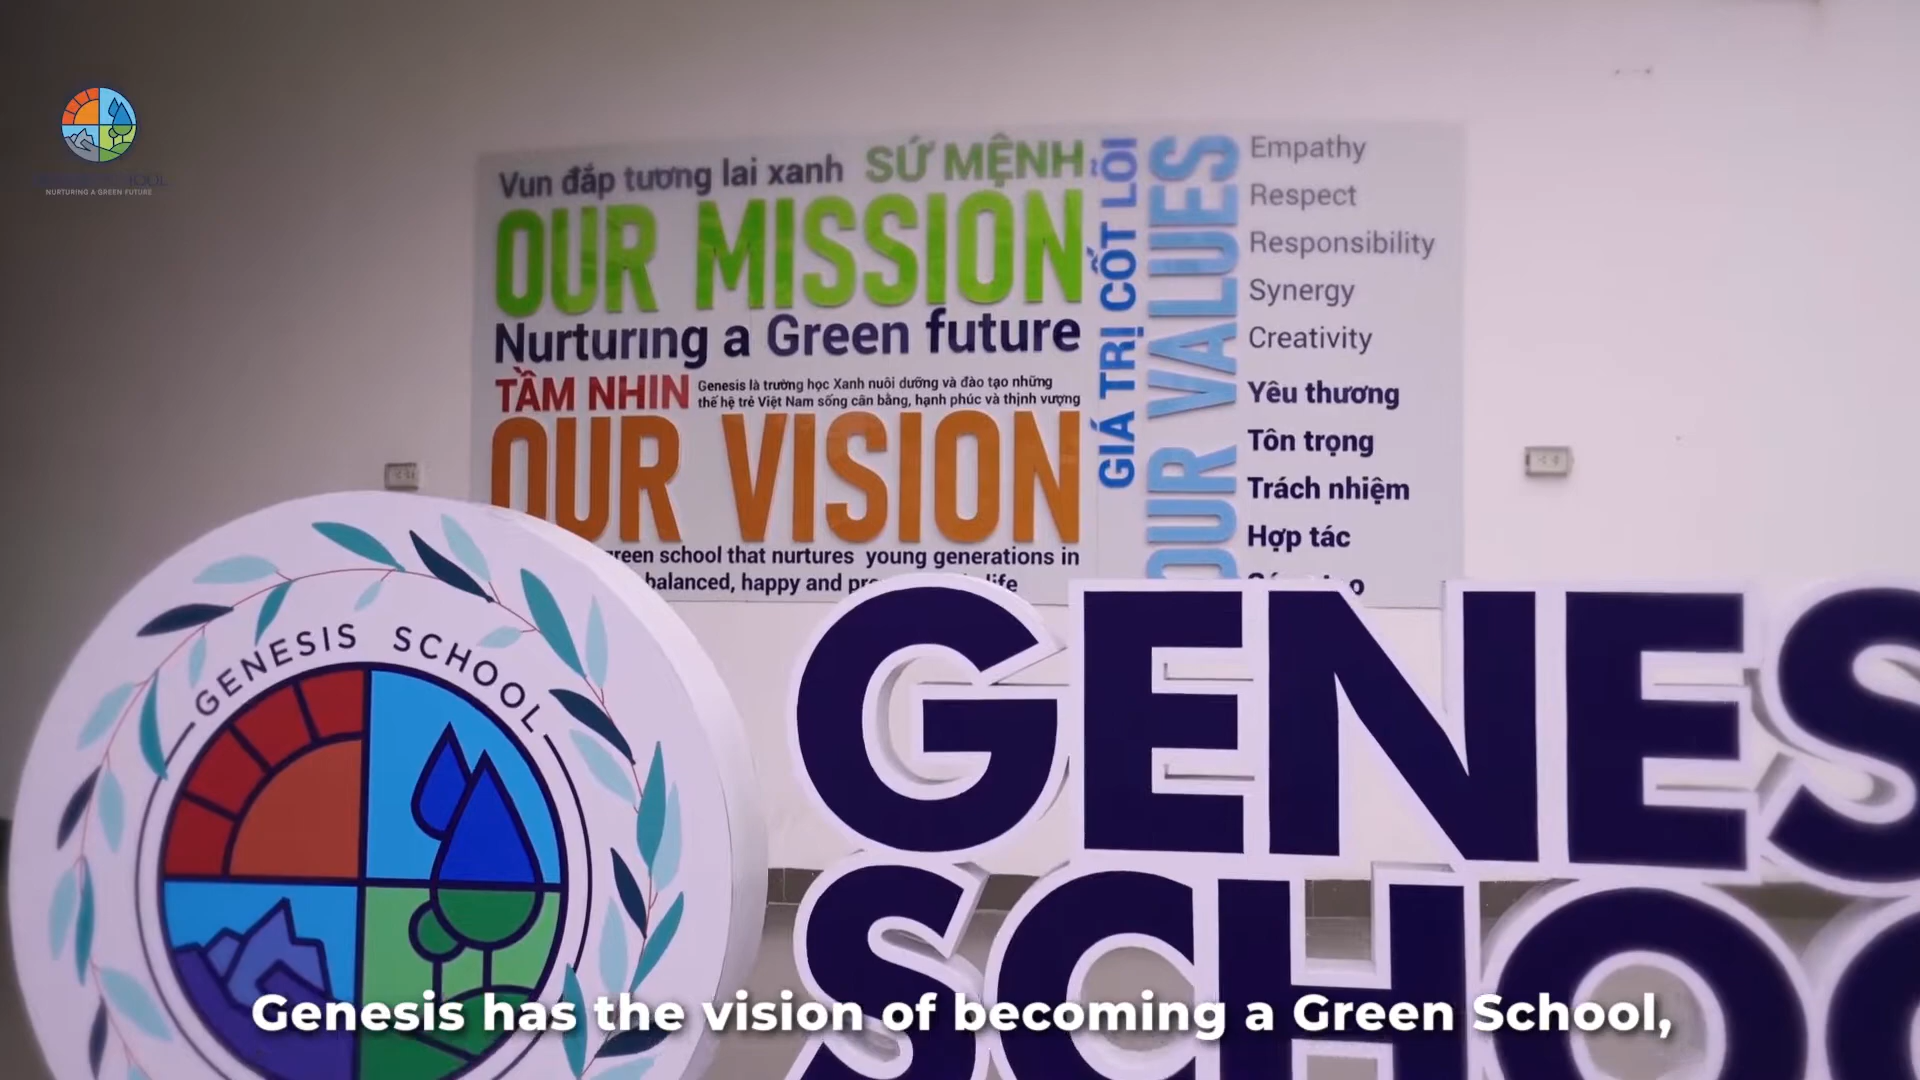 NURTURING A GREEN FUTURE
Vun đắp tương lai xanh SỨ MỆNH
OUR MISSION
Nurturing a Green future
TẦM NHIN Genesis là trường học Xanh nuôi dưỡng và đào tạo những
thế hệ trẻ Việt Nam sống cân bằng, hạnh phúc và thịnh vượng
OUR VISION
green school that nurtures young generations in
balanced, happy and life
GIÁ TRỊ CỐT LÕI
OUR VALUES
Empathy
Respect
Responsibility
Synergy
Creativity
Yêu thương
Tôn trọng
Trách nhiệm
Hợp tác
GENESIS SCHOOL
GENES
SCHOO
Genesis has the vision of becoming a Green School,